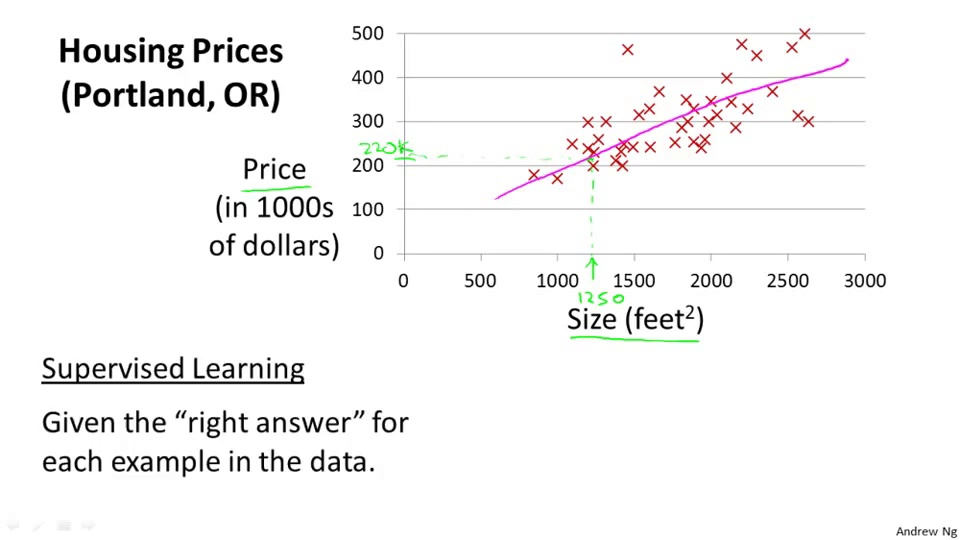 Housing Prices
(Portland, OR)
500
400
300
220K
200
100
0
Price
(in 1000s
of dollars)
0 500 1000 1500 2000 2500 3000
1250
Size (feet²)
Supervised Learning
Given the “right answer” for
each example in the data.
Andrew Ng